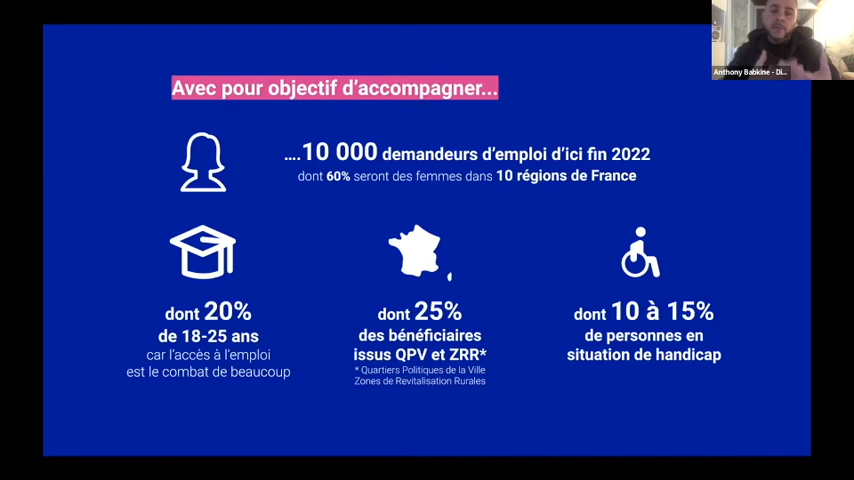 Anthony Babkine - Di...
Avec pour objectif d'accompagner...
....10 000 demandeurs d'emploi d'ici fin 2022
dont 60% seront des femmes dans 10 régions de France
dont 20%
de 18-25 ans
car l'accès à l'emploi
est le combat de beaucoup
dont 25%
des bénéficiaires
issus QPV et ZRR*
* Quartiers Politiques de la Ville
Zones de Revitalisation Rurales
dont 10 à 15%
de personnes en
situation de handicap